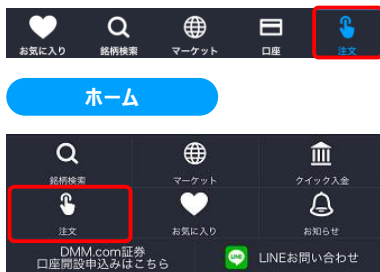 お気に入り 銘柄検索 マーケット 口座 注文
ホーム
銘柄検索 マーケット クイック入金
注文 お気に入り お知らせ
DMM.com証券 口座開設申込みはこちら
LINEお問い合わせ